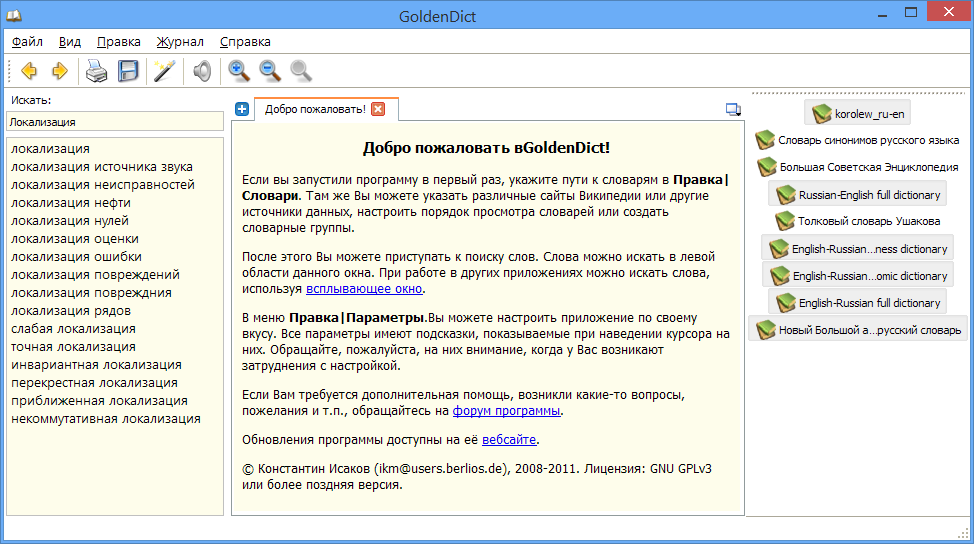 GoldenDict
Файл Вид Правка Журнал Справка
Искать:
Локализация
локализация
локализация источника звука
локализация неисправностей
локализация нефти
локализация нулей
локализация оценки
локализация ошибки
локализация повреждений
локализация повреждния
локализация рядов
слабая локализация
точная локализация
инвариантная локализация
перекрестная локализация
приближенная локализация
некоммутативная локализация
Добро пожаловать!
Добро пожаловать вGoldenDict!
Если вы запустили программу в первый раз, укажите пути к словарям в Правка|
Словари. Там же Вы можете указать различные сайты Википедии или другие
источники данных, настроить порядок просмотра словарей или создать
словарные группы.
После этого Вы можете приступать к поиску слов. Слова можно искать в левой
области данного окна. При работе в других приложениях можно искать слова,
используя всплывающее окно.
В меню Правка|Параметры.Вы можете настроить приложение по своему
вкусу. Все параметры имеют подсказки, показываемые при наведении курсора на
них. Обращайте, пожалуйста, на них внимание, когда у Вас возникают
затруднения с настройкой.
Если Вам требуется дополнительная помощь, возникли какие-то вопросы,
пожелания и т.п., обращайтесь на форум программы.
Обновления программы доступны на её вебсайте.
© Константин Исаков (ikm@users.berlios.de), 2008-2011. Лицензия: GNU GPLv3
или более поздняя версия.
korolew_ru-en
Словарь синонимов русского языка
Большая Советская Энциклопедия
Russian-English full dictionary
Толковый словарь Ушакова
English-Russian...ness dictionary
English-Russian...omic dictionary
English-Russian full dictionary
Новый Большой а...русский словарь